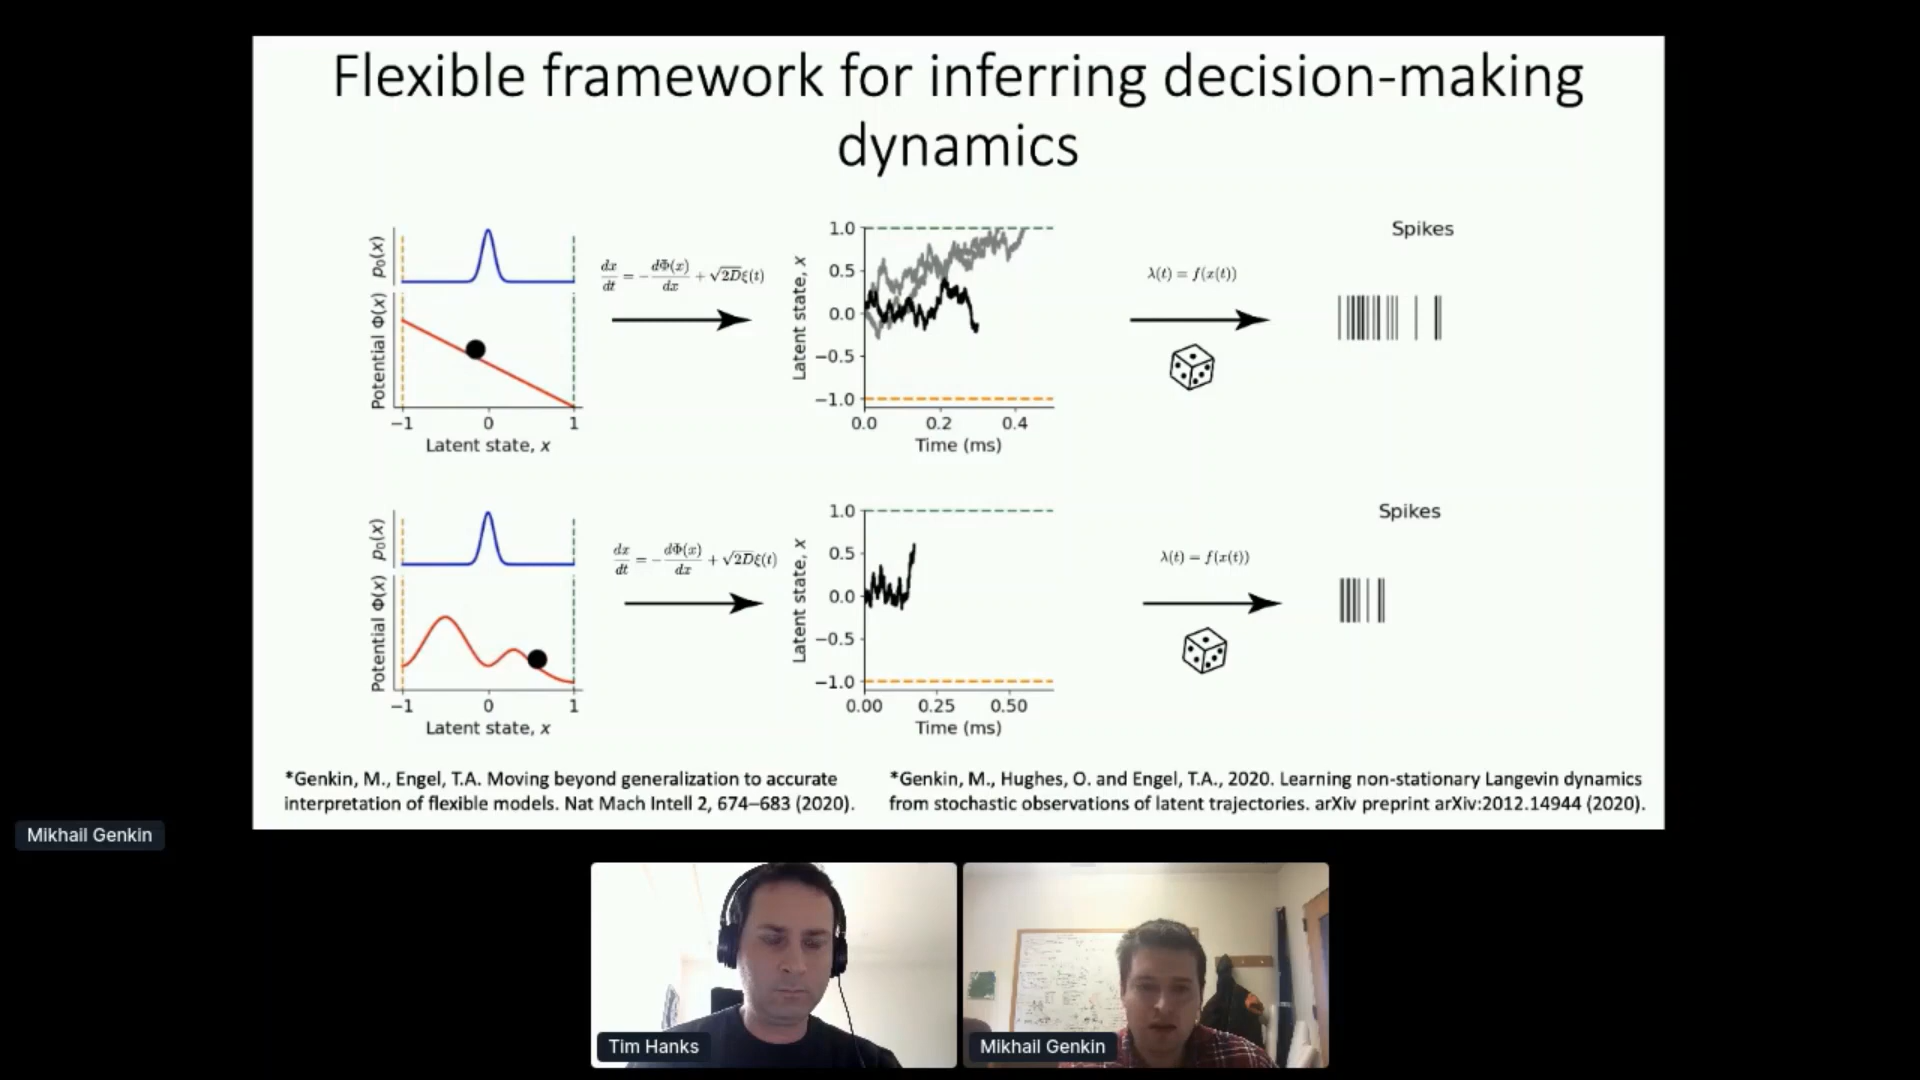 Flexible framework for inferring decision-making
dynamics
p₀(x)
Potential Φ(x)
−1 0 1
Latent state, x
dx/dt = −dΦ(x)/dx + √2Dξ(t)
Latent state, x
1.0
0.5
0.0
−0.5
−1.0
0.0 0.2 0.4
Time (ms)
λ(t) = f(x(t))
Spikes
p₀(x)
Potential Φ(x)
−1 0 1
Latent state, x
dx/dt = −dΦ(x)/dx + √2Dξ(t)
Latent state, x
1.0
0.5
0.0
−0.5
−1.0
0.00 0.25 0.50
Time (ms)
λ(t) = f(x(t))
Spikes
*Genkin, M., Engel, T.A. Moving beyond generalization to accurate
interpretation of flexible models. Nat Mach Intell 2, 674–683 (2020).
*Genkin, M., Hughes, O. and Engel, T.A., 2020. Learning non-stationary Langevin dynamics
from stochastic observations of latent trajectories. arXiv preprint arXiv:2012.14944 (2020).
Mikhail Genkin
Tim Hanks
Mikhail Genkin